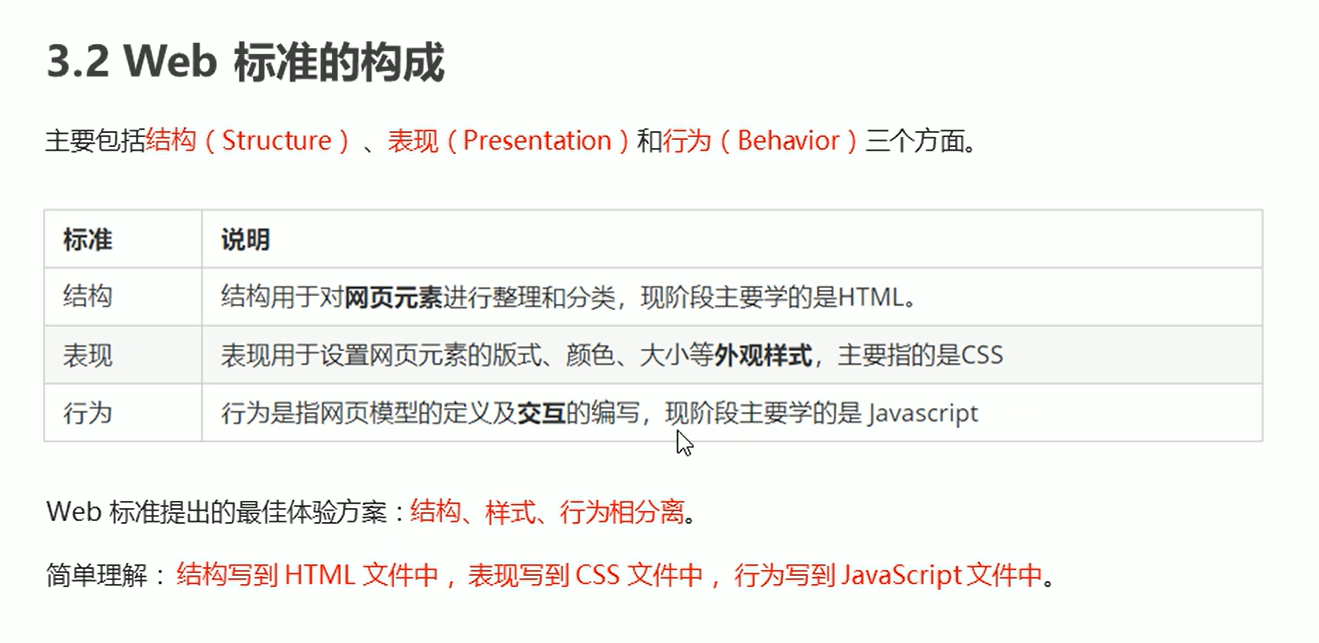 3.2 Web 标准的构成
主要包括结构（Structure）、表现（Presentation）和行为（Behavior）三个方面。
标准 说明
结构 结构用于对网页元素进行整理和分类，现阶段主要学的是HTML。
表现 表现用于设置网页元素的版式、颜色、大小等外观样式，主要指的是CSS
行为 行为是指网页模型的定义及交互的编写，现阶段主要学的是 Javascript
Web 标准提出的最佳体验方案：结构、样式、行为相分离。
简单理解：结构写到 HTML 文件中，表现写到 CSS 文件中，行为写到 JavaScript 文件中。